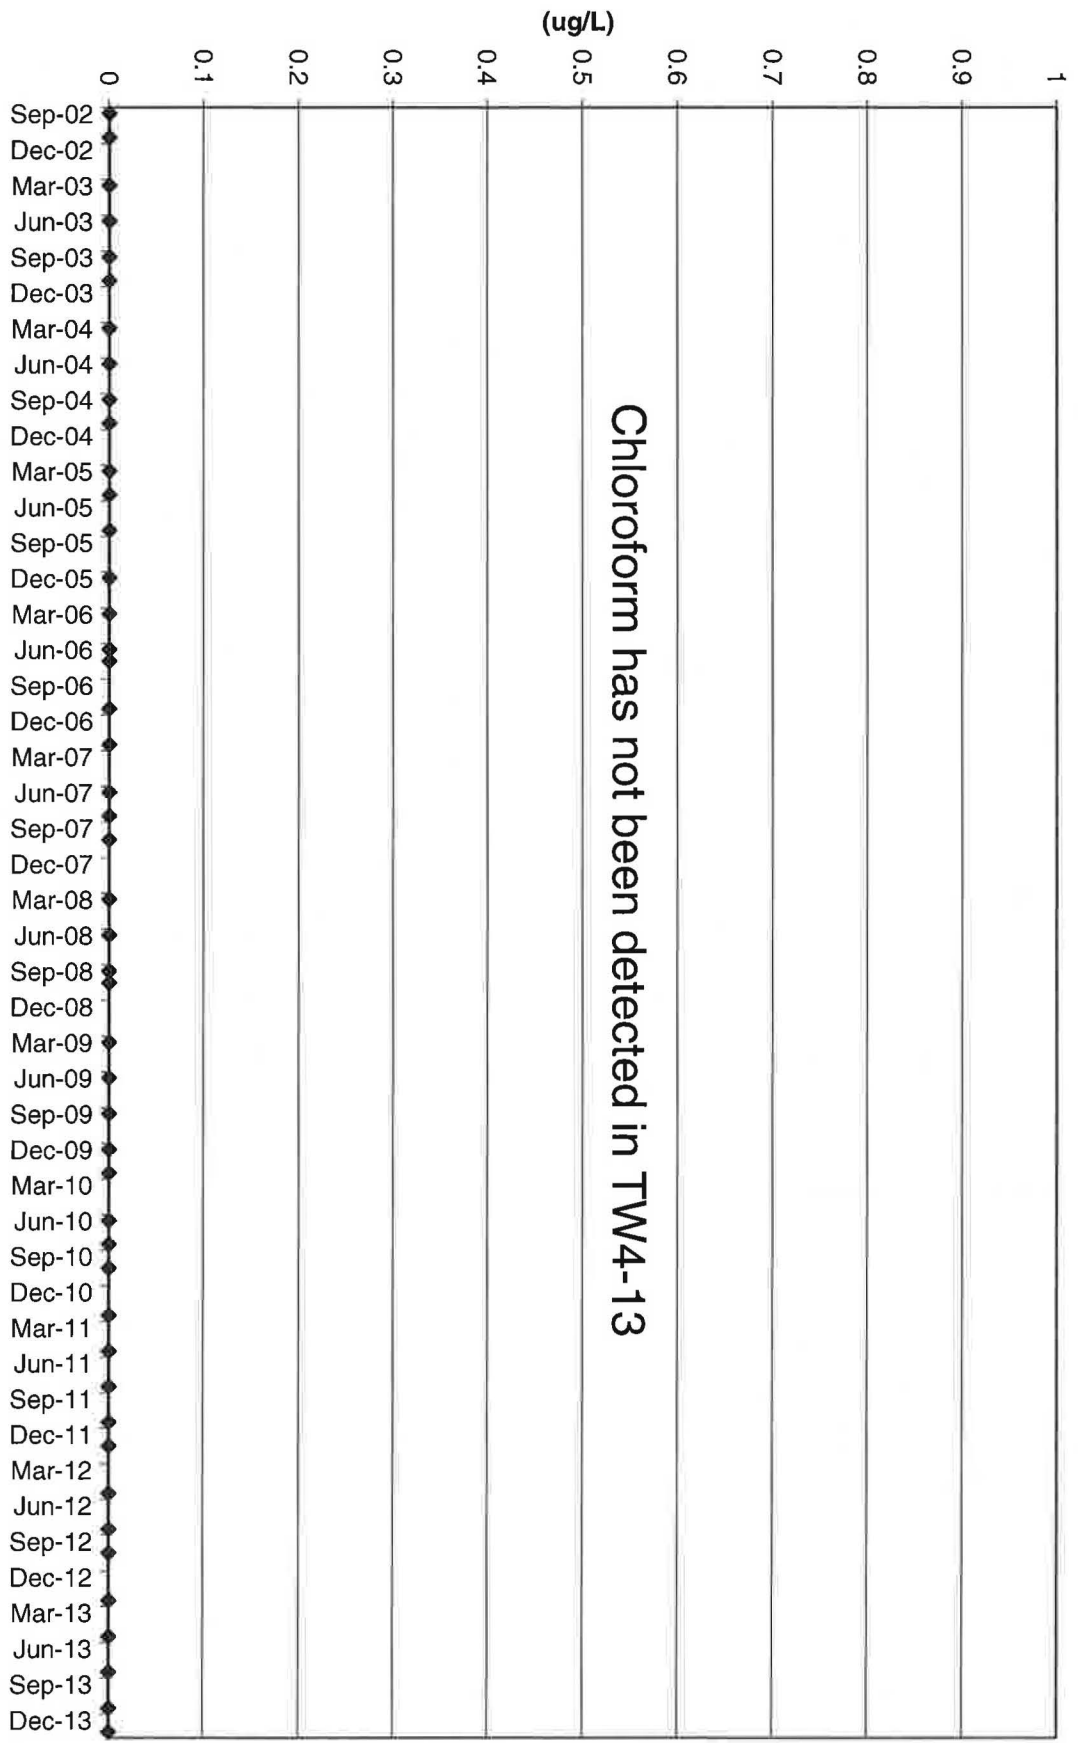 (ug/L)
1
0.9
0.8
0.7
0.6
0.5
0.4
0.3
0.2
0.1
0
Chloroform has not been detected in TW4-13
Sep-02
Dec-02
Mar-03
Jun-03
Sep-03
Dec-03
Mar-04
Jun-04
Sep-04
Dec-04
Mar-05
Jun-05
Sep-05
Dec-05
Mar-06
Jun-06
Sep-06
Dec-06
Mar-07
Jun-07
Sep-07
Dec-07
Mar-08
Jun-08
Sep-08
Dec-08
Mar-09
Jun-09
Sep-09
Dec-09
Mar-10
Jun-10
Sep-10
Dec-10
Mar-11
Jun-11
Sep-11
Dec-11
Mar-12
Jun-12
Sep-12
Dec-12
Mar-13
Jun-13
Sep-13
Dec-13